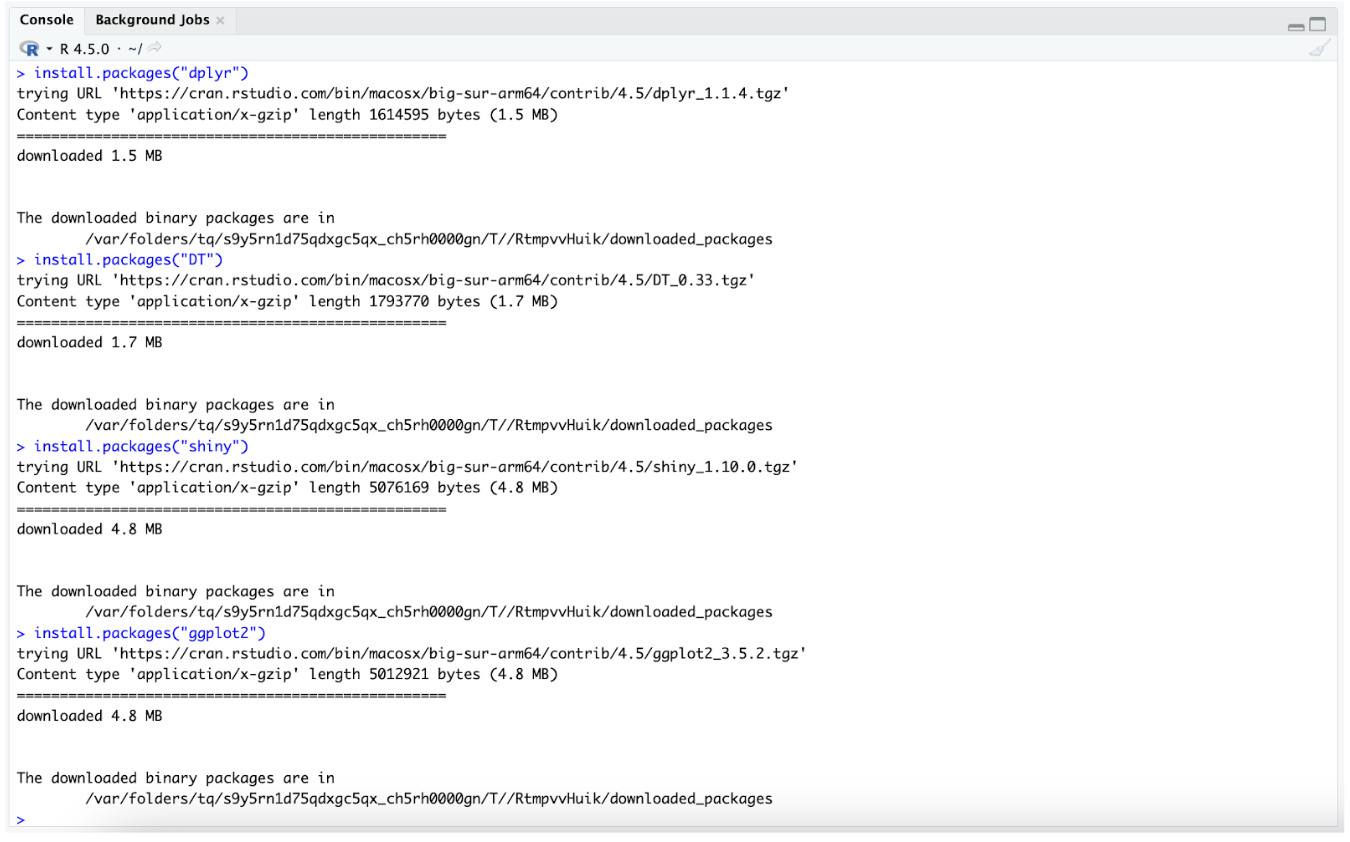 Console Background Jobs ×
R R 4.5.0 · ~/
> install.packages("dplyr")
trying URL 'https://cran.rstudio.com/bin/macosx/big-sur-arm64/contrib/4.5/dplyr_1.1.4.tgz'
Content type 'application/x-gzip' length 1614595 bytes (1.5 MB)
==================================================
downloaded 1.5 MB
The downloaded binary packages are in
/var/folders/tq/s9y5rn1d75qdxgc5qx_ch5rh0000gn/T//RtmpvvHuik/downloaded_packages
> install.packages("DT")
trying URL 'https://cran.rstudio.com/bin/macosx/big-sur-arm64/contrib/4.5/DT_0.33.tgz'
Content type 'application/x-gzip' length 1793770 bytes (1.7 MB)
==================================================
downloaded 1.7 MB
The downloaded binary packages are in
/var/folders/tq/s9y5rn1d75qdxgc5qx_ch5rh0000gn/T//RtmpvvHuik/downloaded_packages
> install.packages("shiny")
trying URL 'https://cran.rstudio.com/bin/macosx/big-sur-arm64/contrib/4.5/shiny_1.10.0.tgz'
Content type 'application/x-gzip' length 5076169 bytes (4.8 MB)
==================================================
downloaded 4.8 MB
The downloaded binary packages are in
/var/folders/tq/s9y5rn1d75qdxgc5qx_ch5rh0000gn/T//RtmpvvHuik/downloaded_packages
> install.packages("ggplot2")
trying URL 'https://cran.rstudio.com/bin/macosx/big-sur-arm64/contrib/4.5/ggplot2_3.5.2.tgz'
Content type 'application/x-gzip' length 5012921 bytes (4.8 MB)
==================================================
downloaded 4.8 MB
The downloaded binary packages are in
/var/folders/tq/s9y5rn1d75qdxgc5qx_ch5rh0000gn/T//RtmpvvHuik/downloaded_packages
>